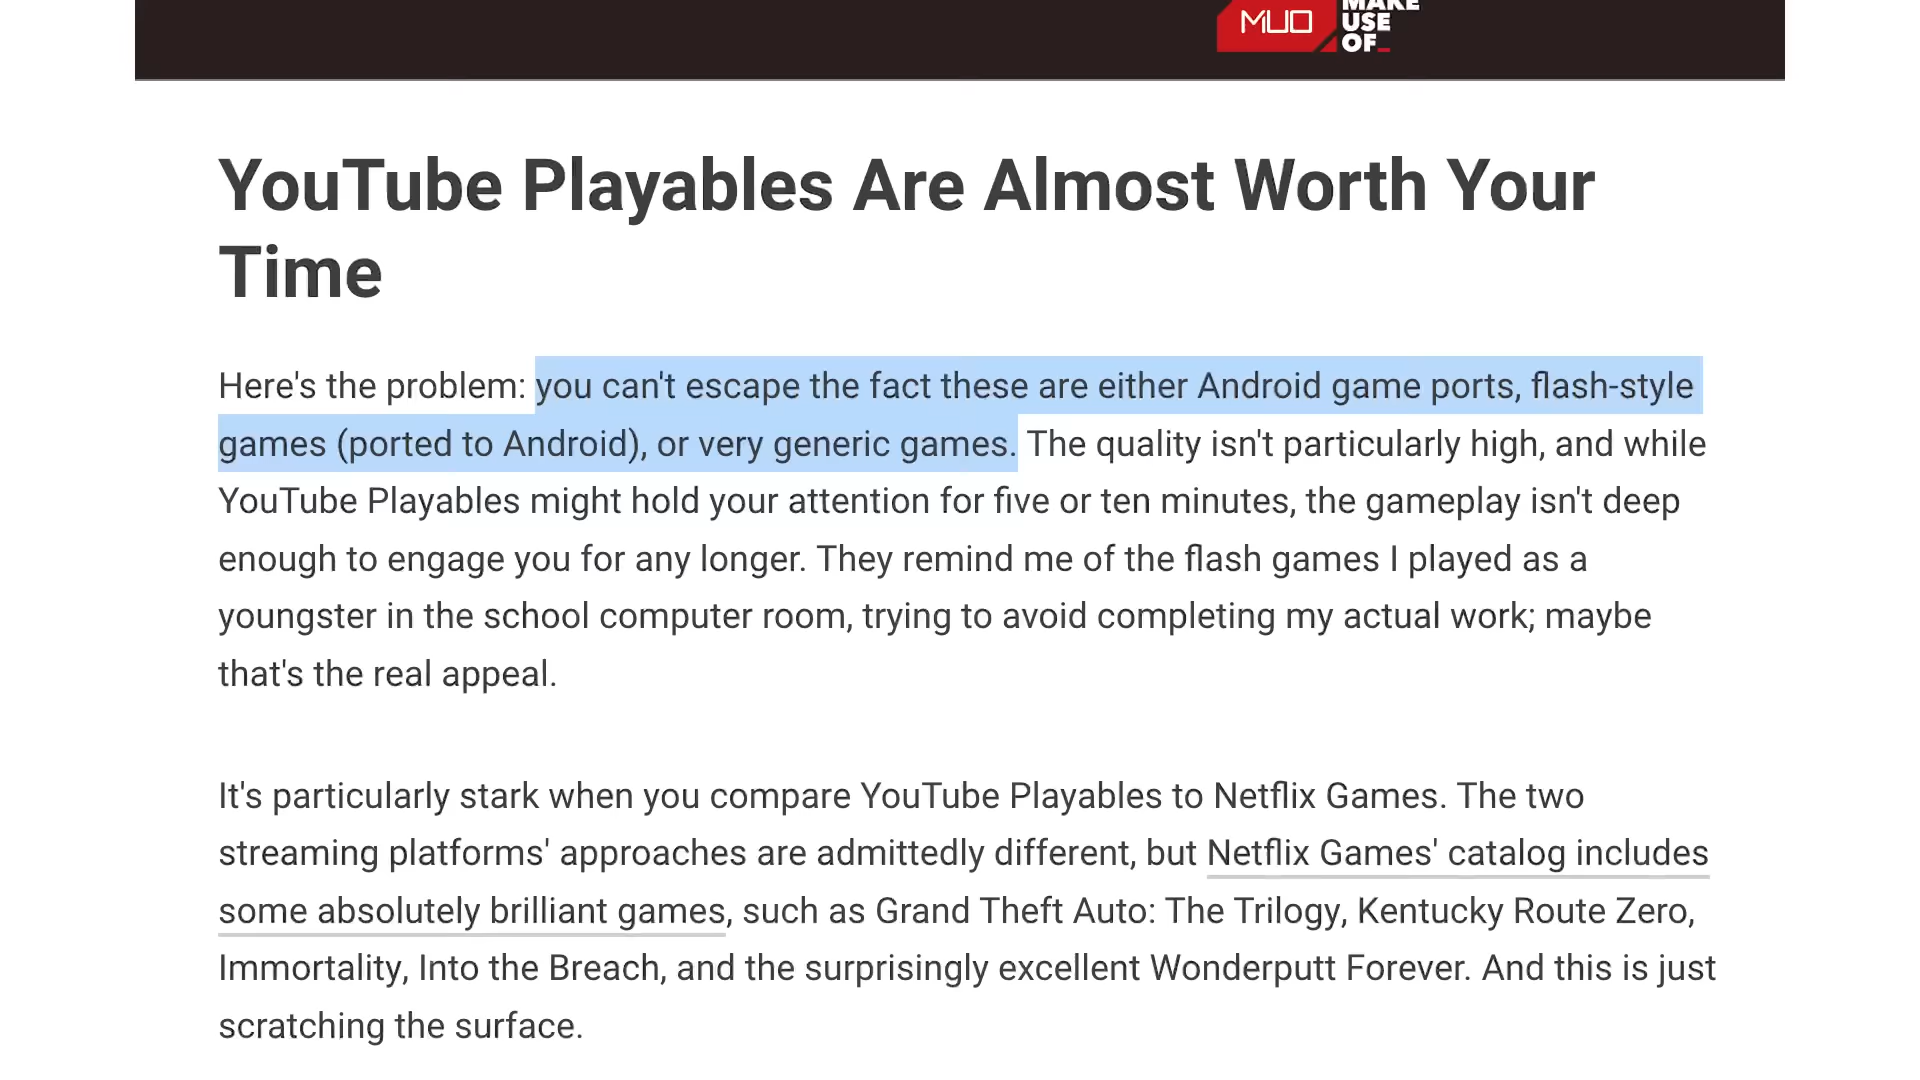 MUO
MAKE
USE
OF_
YouTube Playables Are Almost Worth Your
Time
Here's the problem: you can't escape the fact these are either Android game ports, flash-style
games (ported to Android), or very generic games. The quality isn't particularly high, and while
YouTube Playables might hold your attention for five or ten minutes, the gameplay isn't deep
enough to engage you for any longer. They remind me of the flash games I played as a
youngster in the school computer room, trying to avoid completing my actual work; maybe
that's the real appeal.
It's particularly stark when you compare YouTube Playables to Netflix Games. The two
streaming platforms' approaches are admittedly different, but Netflix Games' catalog includes
some absolutely brilliant games, such as Grand Theft Auto: The Trilogy, Kentucky Route Zero,
Immortality, Into the Breach, and the surprisingly excellent Wonderputt Forever. And this is just
scratching the surface.